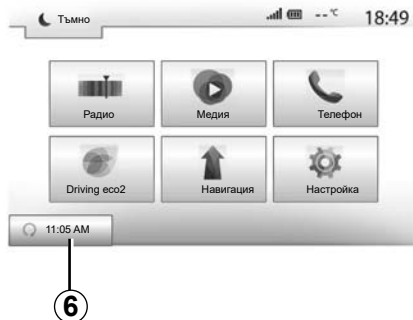 Тъмно
--°C
18:49
Радио
Медия
Телефон
Driving eco2
Навигация
Настройка
11:05 AM
6